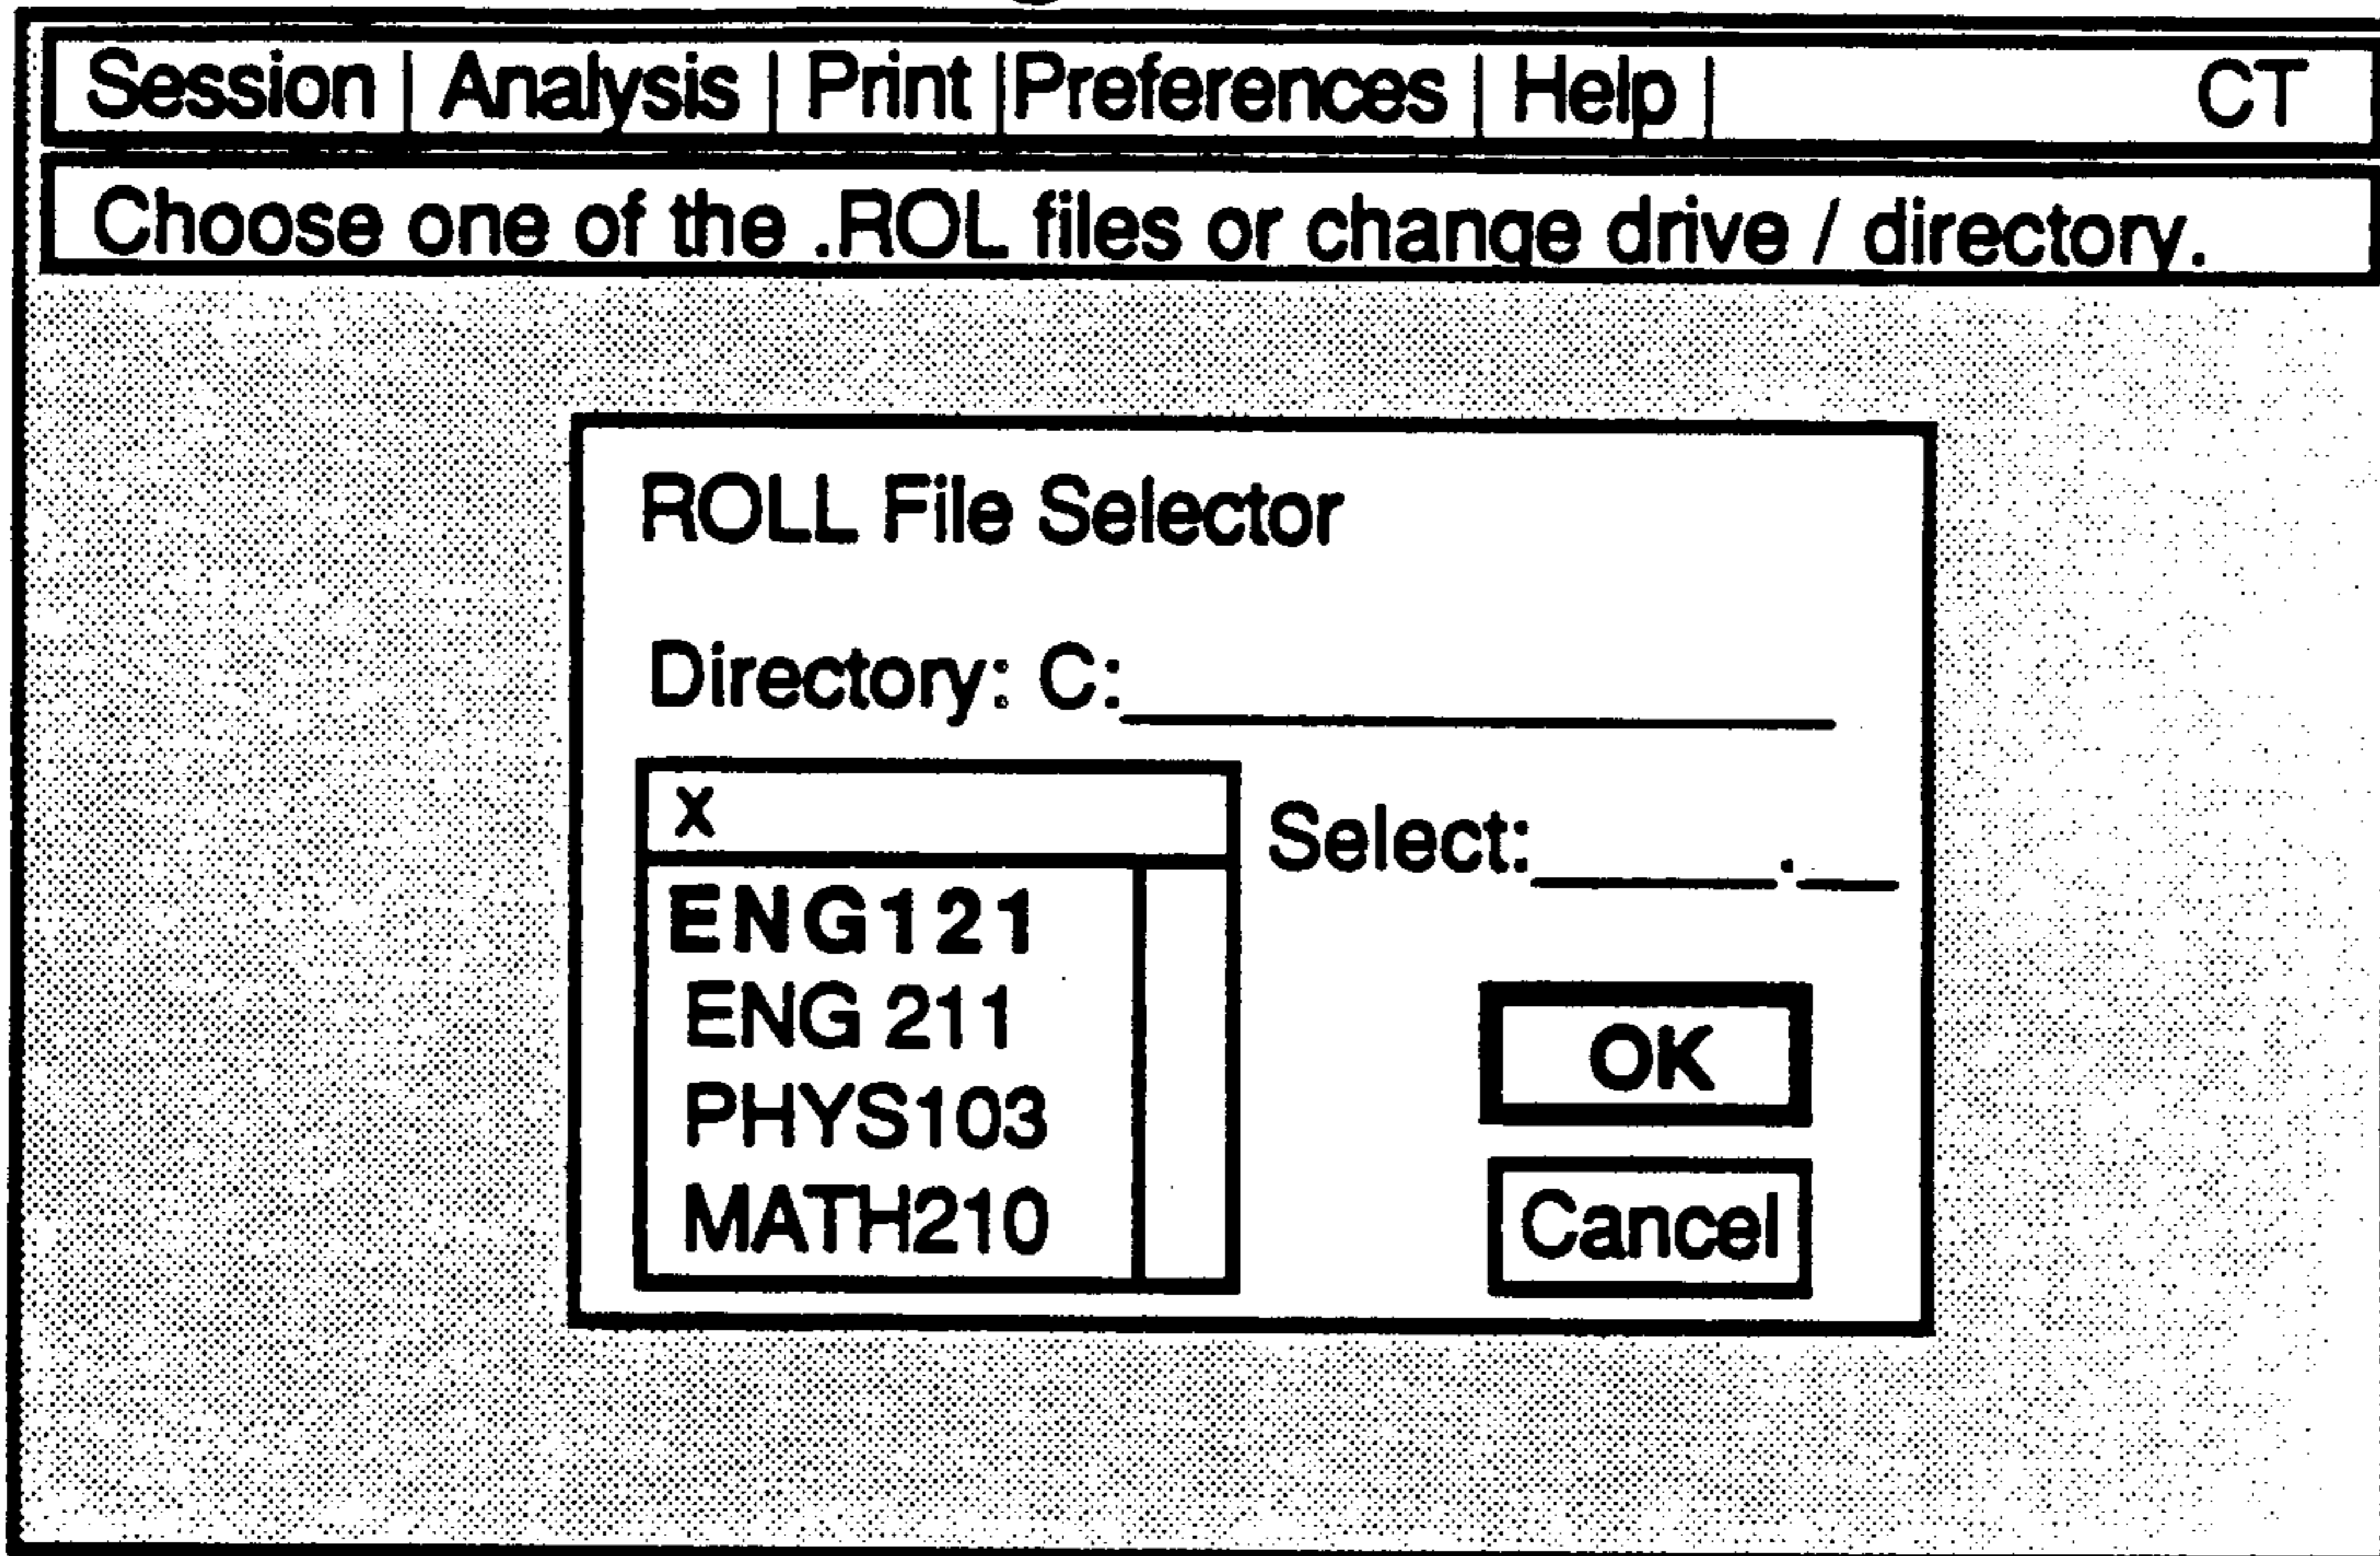 Session | Analysis | Print | Preferences | Help | CT
Choose one of the .ROL files or change drive / directory.
ROLL File Selector
Directory: C:
X
Select: .
ENG121
ENG 211
PHYS103
MATH210
OK
Cancel